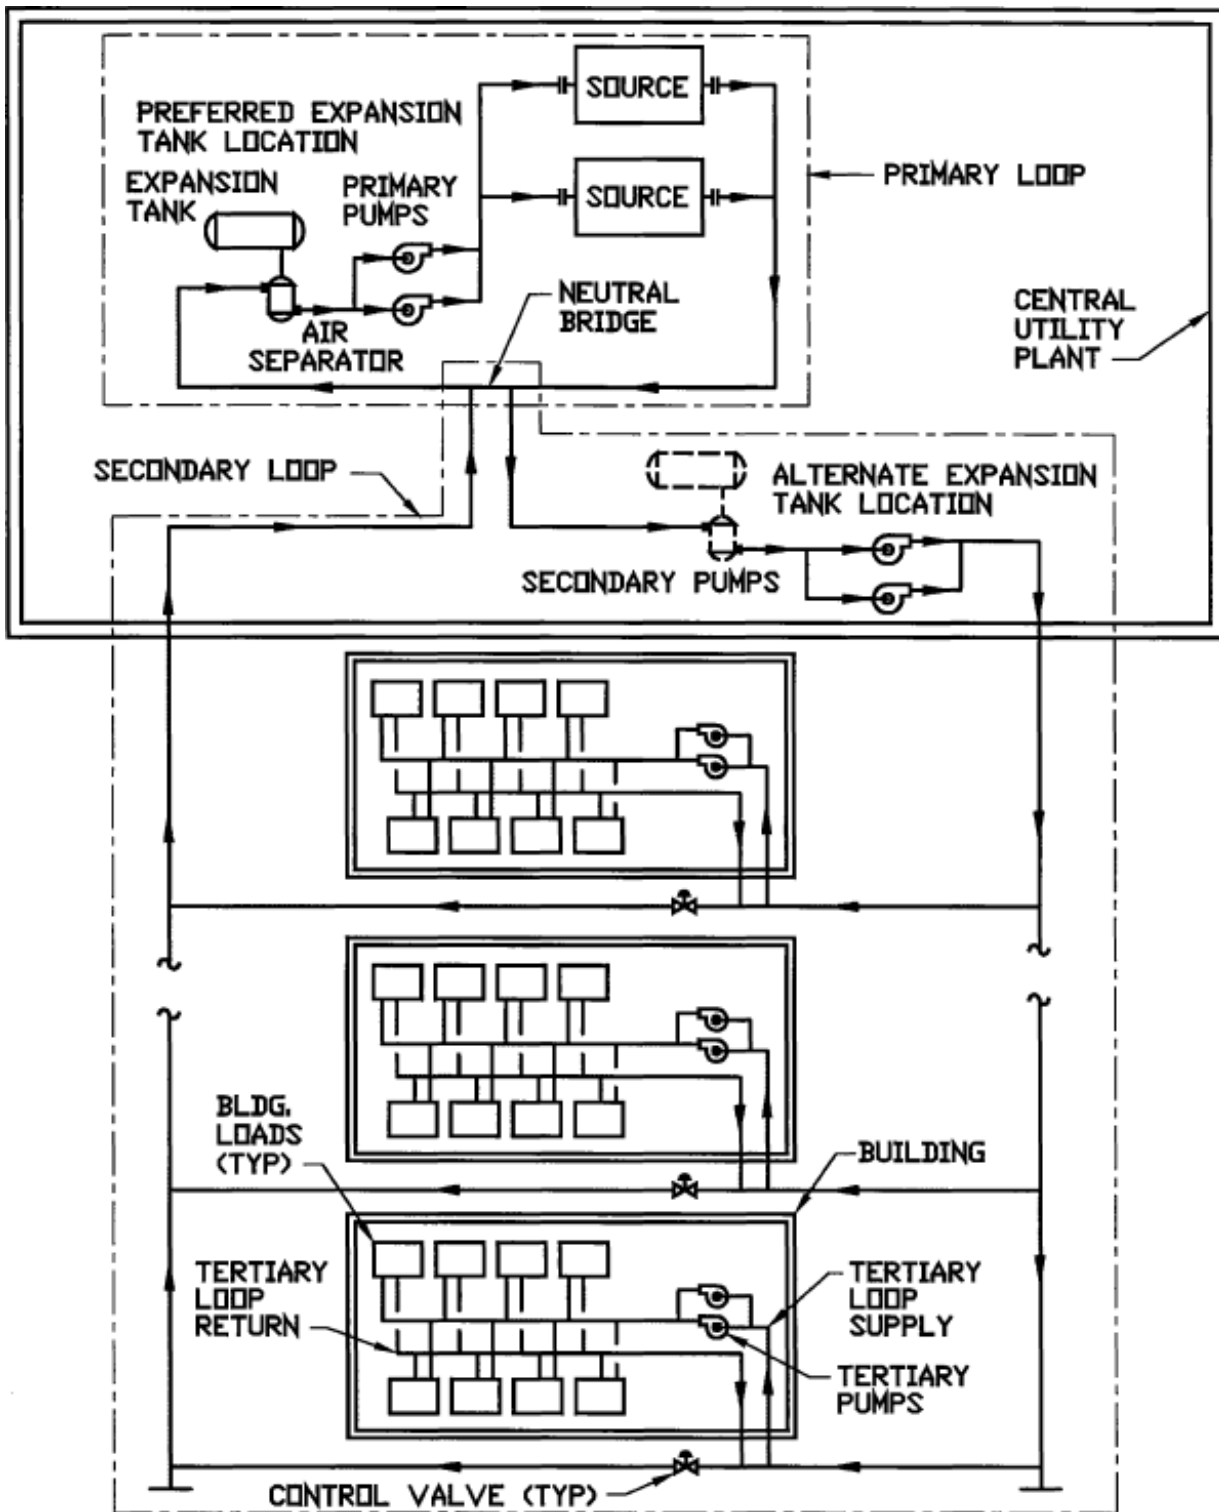 SOURCE
PREFERRED EXPANSION
TANK LOCATION
EXPANSION
TANK
PRIMARY
PUMPS
SOURCE
PRIMARY LOOP
NEUTRAL
BRIDGE
CENTRAL
UTILITY
PLANT
AIR
SEPARATOR
SECONDARY LOOP
ALTERNATE EXPANSION
TANK LOCATION
SECONDARY PUMPS
BLDG.
LOADS
(TYP)
BUILDING
TERTIARY
LOOP
RETURN
TERTIARY
LOOP
SUPPLY
TERTIARY
PUMPS
CONTROL VALVE (TYP)